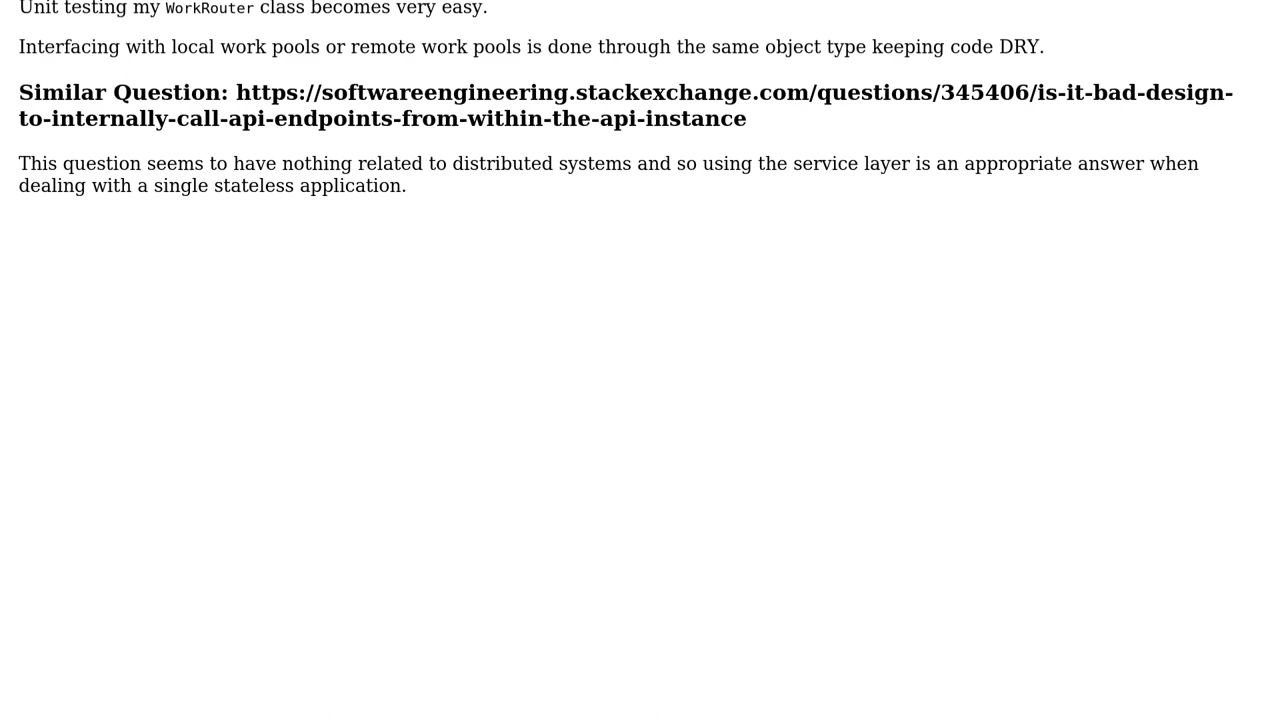 Unit testing my WorkRouter class becomes very easy.
Interfacing with local work pools or remote work pools is done through the same object type keeping code DRY.
Similar Question: https://softwareengineering.stackexchange.com/questions/345406/is-it-bad-design-
to-internally-call-api-endpoints-from-within-the-api-instance
This question seems to have nothing related to distributed systems and so using the service layer is an appropriate answer when
dealing with a single stateless application.